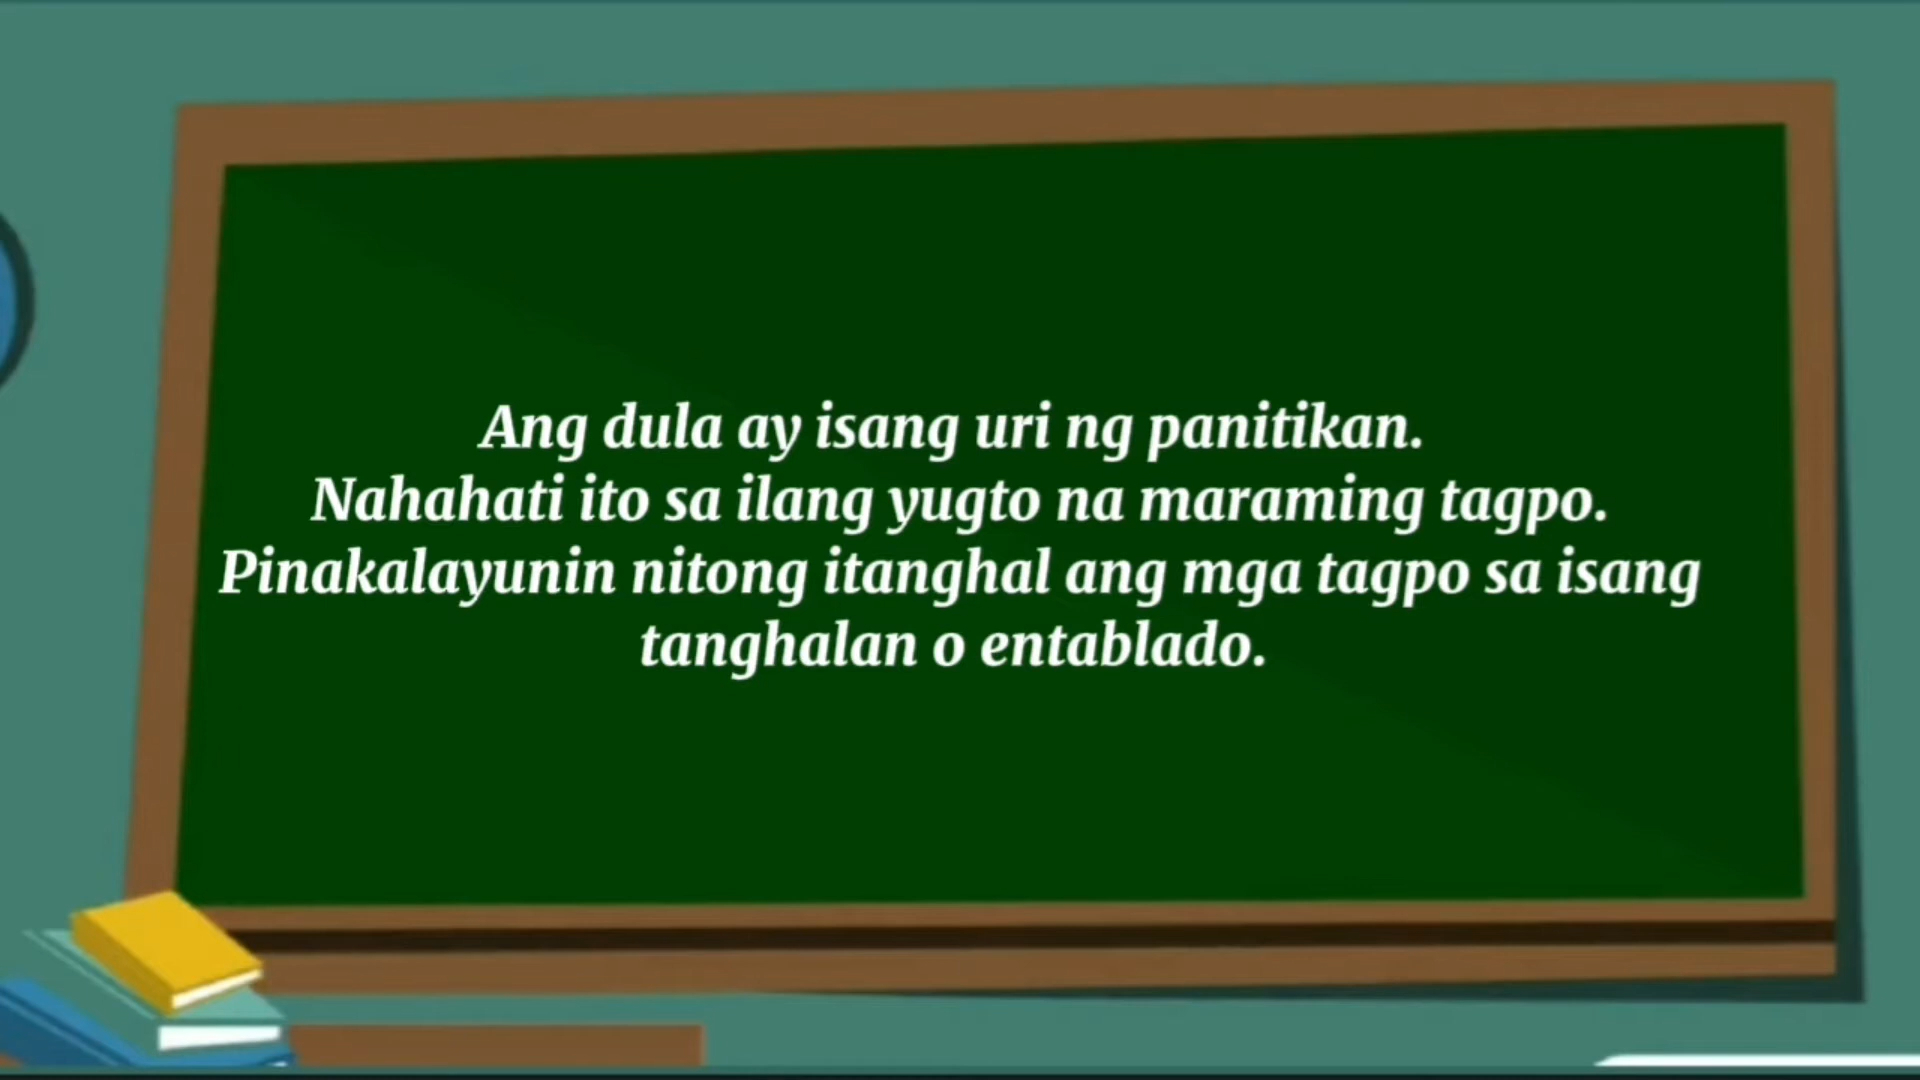 Ang dula ay isang uri ng panitikan.
Nahahati ito sa ilang yugto na maraming tagpo.
Pinakalayunin nitong itanghal ang mga tagpo sa isang
tanghalan o entablado.